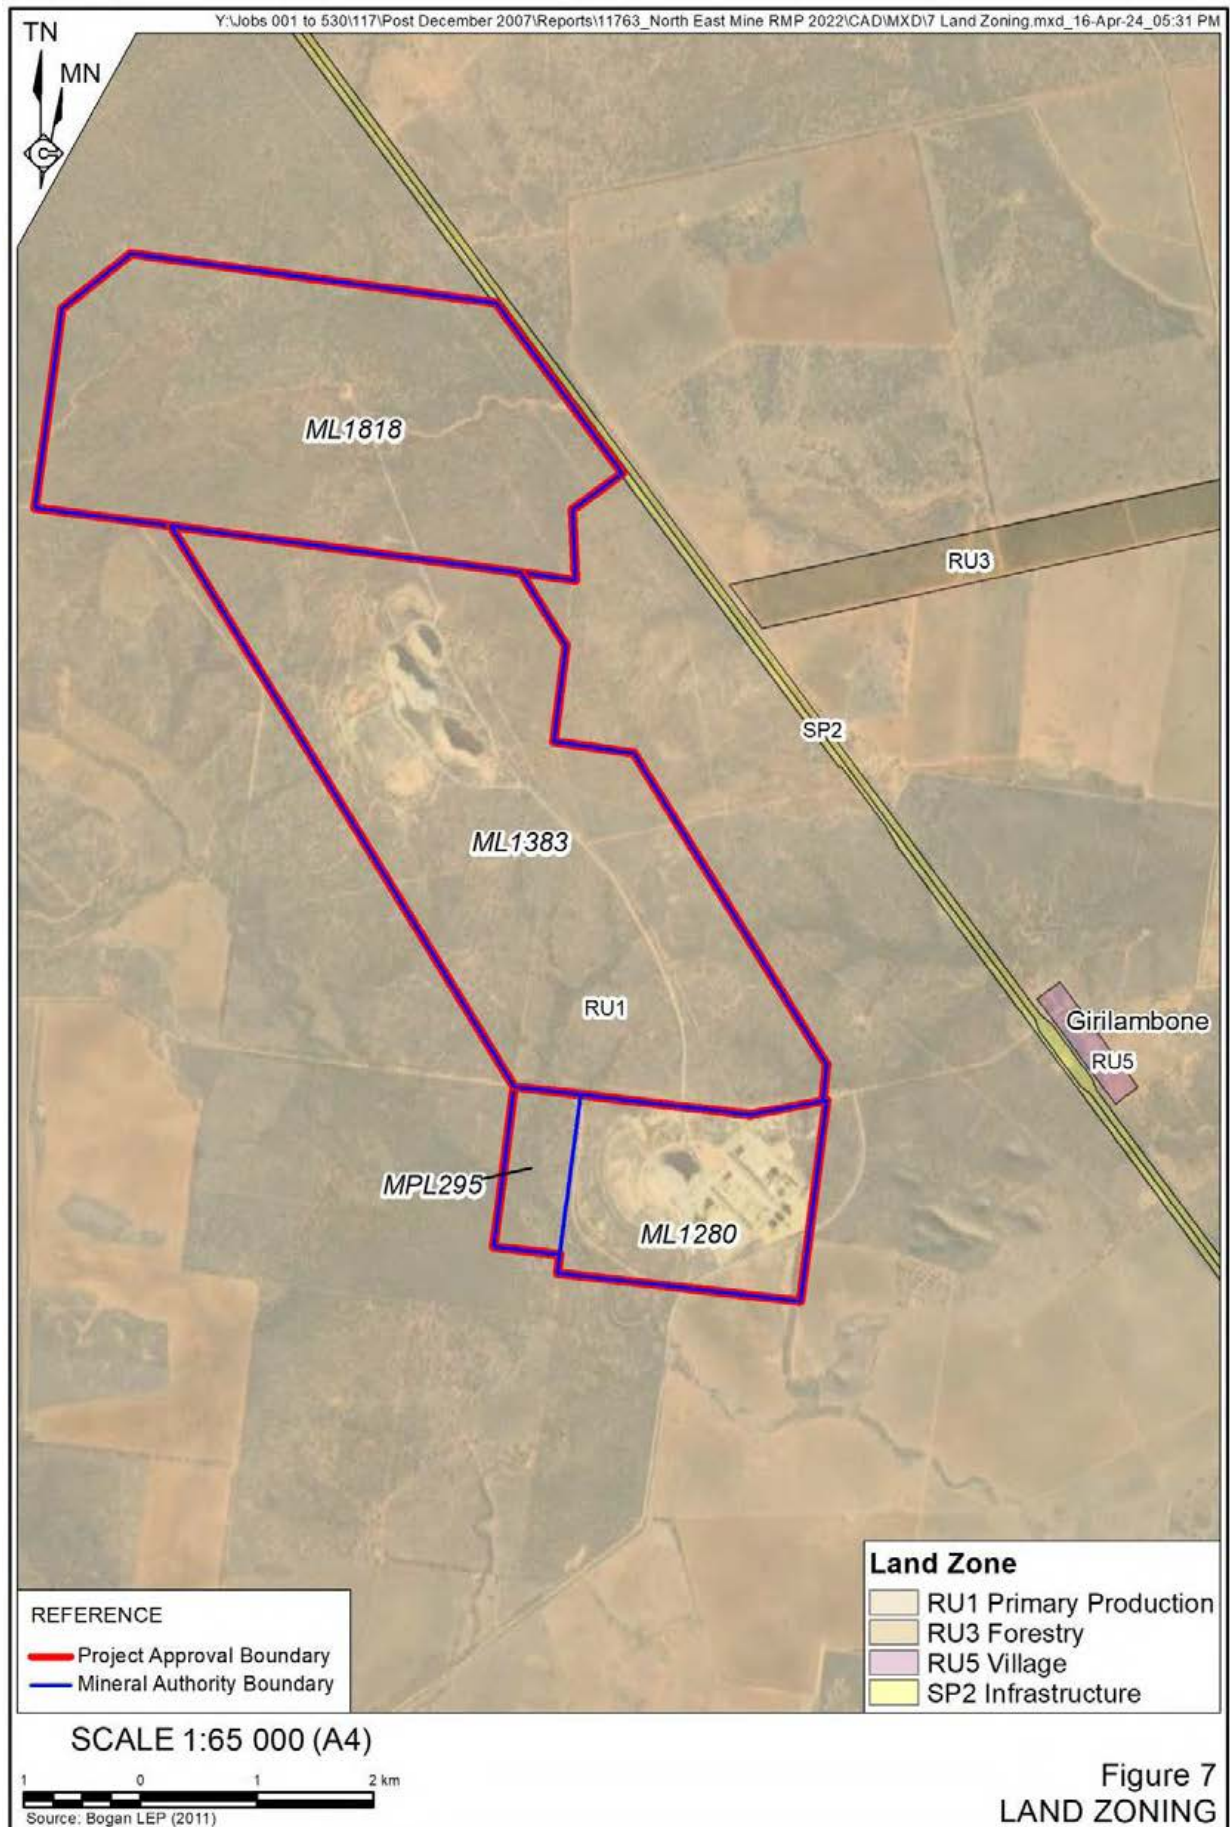 Y:\Jobs 001 to 530\117\Post December 2007\Reports\11763_North East Mine RMP 2022\CAD\MXD\7 Land Zoning.mxd_16-Apr-24_05:31 PM
TN
MN
ML1818
RU3
SP2
ML1383
RU1
Girilambone
RU5
MPL295
ML1280
REFERENCE
Project Approval Boundary
Mineral Authority Boundary
Land Zone
RU1 Primary Production
RU3 Forestry
RU5 Village
SP2 Infrastructure
SCALE 1:65 000 (A4)
1 0 1 2 km
Source: Bogan LEP (2011)
Figure 7
LAND ZONING